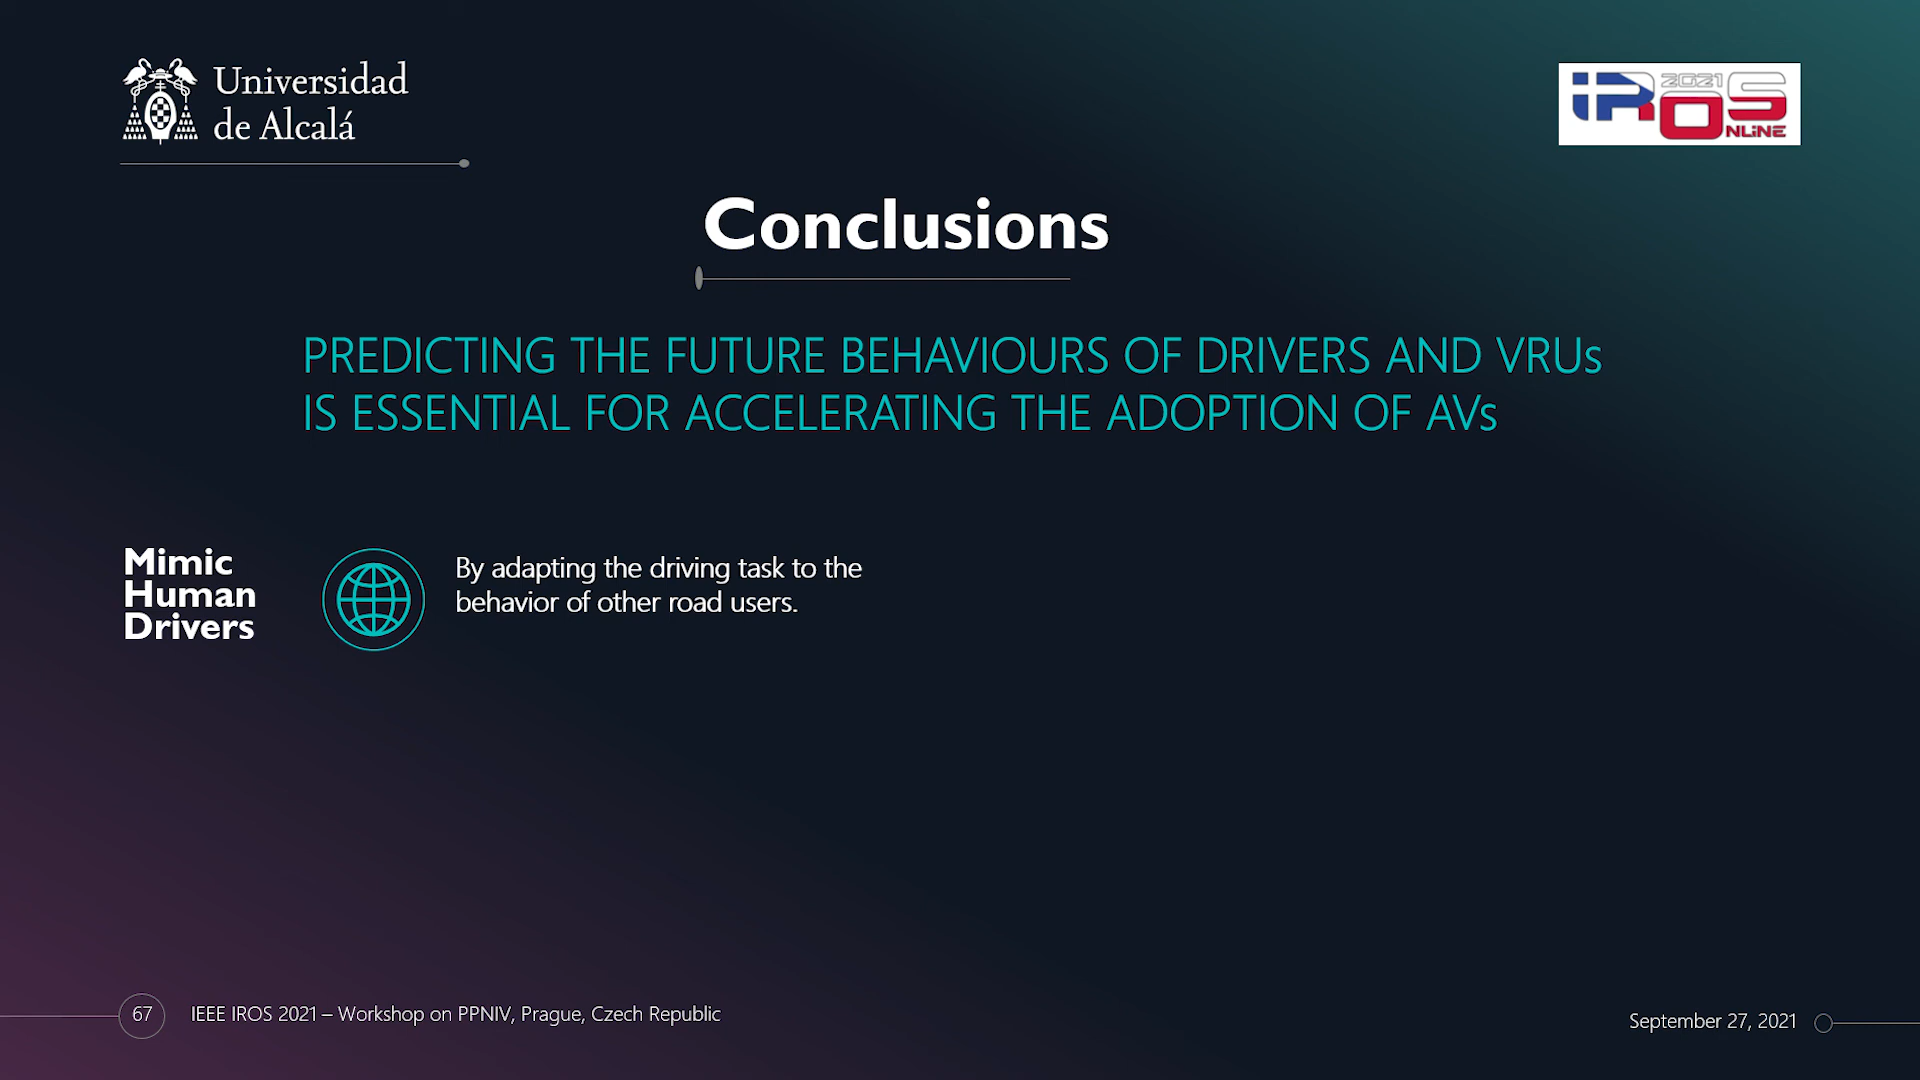 Universidad
de Alcalá
iROS
2021
ONLiNE
Conclusions
PREDICTING THE FUTURE BEHAVIOURS OF DRIVERS AND VRUs
IS ESSENTIAL FOR ACCELERATING THE ADOPTION OF AVs
Mimic
Human
Drivers
By adapting the driving task to the
behavior of other road users.
67
IEEE IROS 2021 – Workshop on PPNIV, Prague, Czech Republic
September 27, 2021